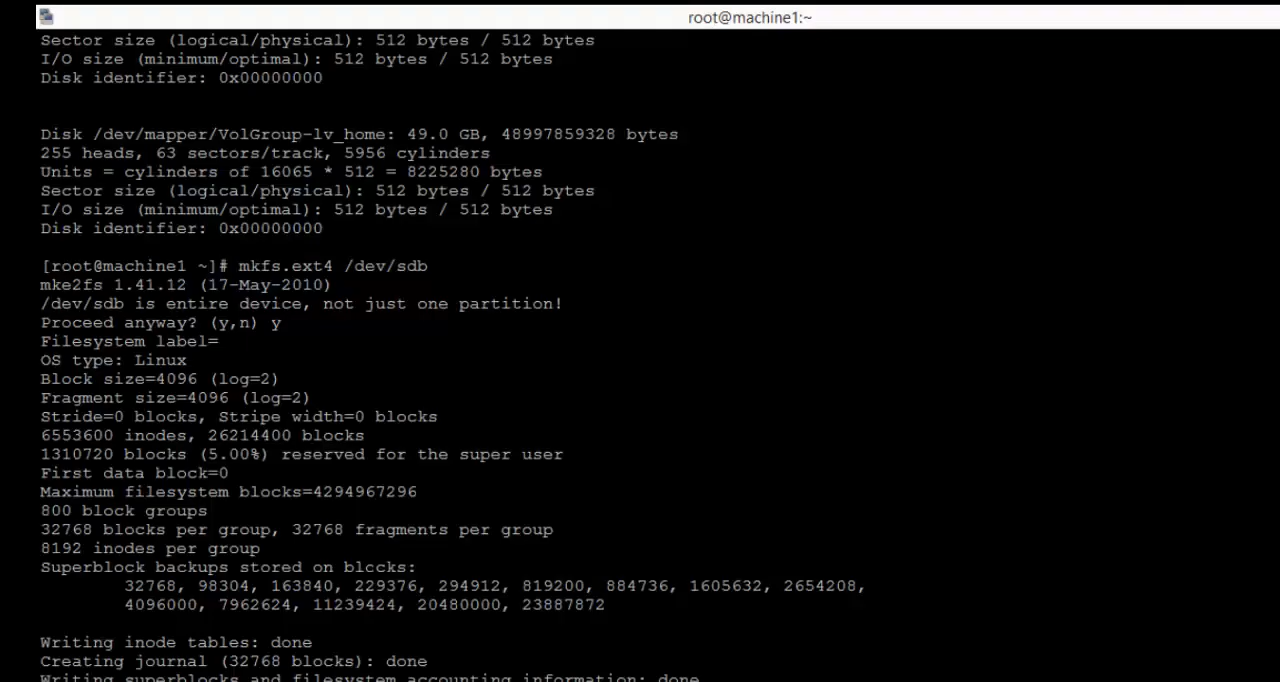 root@machine1:~
Sector size (logical/physical): 512 bytes / 512 bytes
I/O size (minimum/optimal): 512 bytes / 512 bytes
Disk identifier: 0x00000000
Disk /dev/mapper/VolGroup-lv_home: 49.0 GB, 48997859328 bytes
255 heads, 63 sectors/track, 5956 cylinders
Units = cylinders of 16065 * 512 = 8225280 bytes
Sector size (logical/physical): 512 bytes / 512 bytes
I/O size (minimum/optimal): 512 bytes / 512 bytes
Disk identifier: 0x00000000
[root@machine1 ~]# mkfs.ext4 /dev/sdb
mke2fs 1.41.12 (17-May-2010)
/dev/sdb is entire device, not just one partition!
Proceed anyway? (y,n) y
Filesystem label=
OS type: Linux
Block size=4096 (log=2)
Fragment size=4096 (log=2)
Stride=0 blocks, Stripe width=0 blocks
6553600 inodes, 26214400 blocks
1310720 blocks (5.00%) reserved for the super user
First data block=0
Maximum filesystem blocks=4294967296
800 block groups
32768 blocks per group, 32768 fragments per group
8192 inodes per group
Superblock backups stored on blocks:
32768, 98304, 163840, 229376, 294912, 819200, 884736, 1605632, 2654208,
4096000, 7962624, 11239424, 20480000, 23887872
Writing inode tables: done
Creating journal (32768 blocks): done
Writing superblocks and filesystem accounting information: done